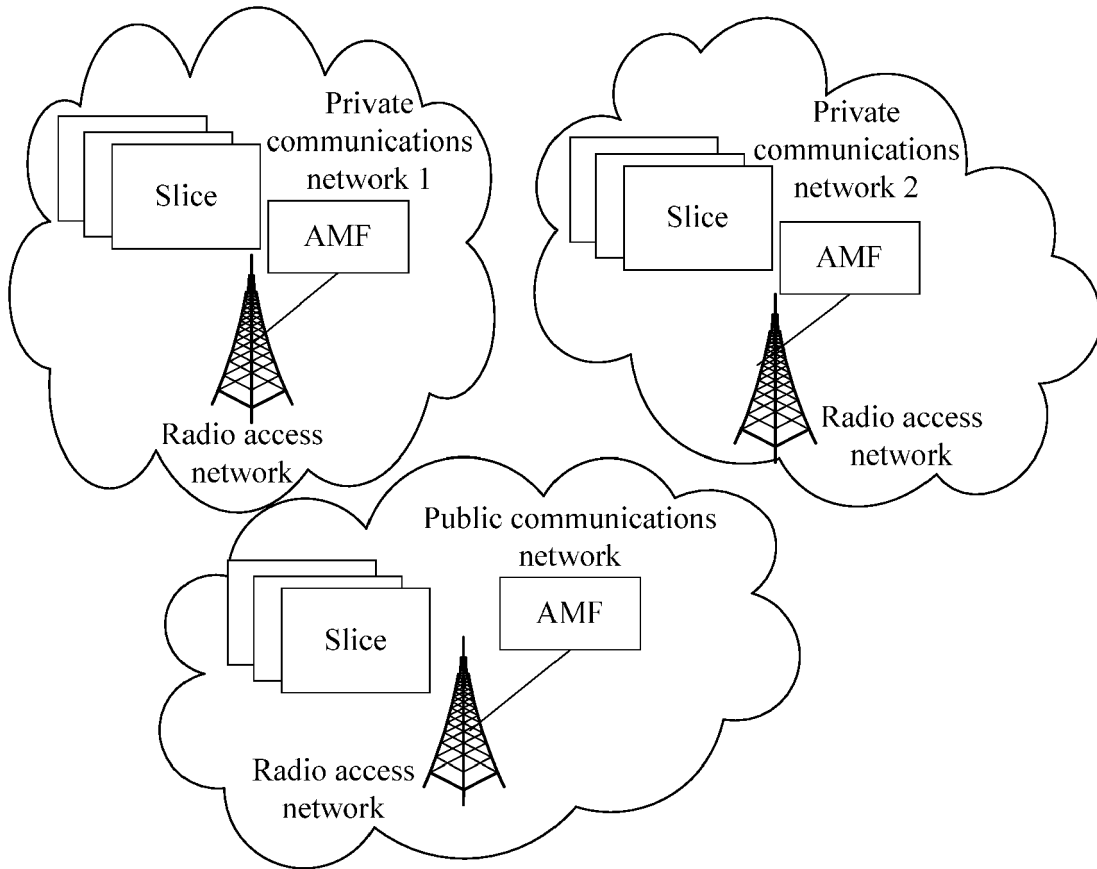 Private
communications
network 1
Slice
AMF
Radio access
network
Private
communications
network 2
Slice
AMF
Radio access
network
Public communications
network
AMF
Slice
Radio access
network